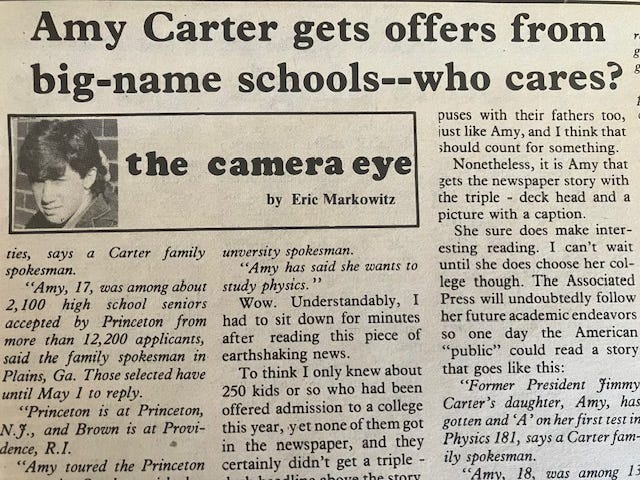 Amy Carter gets offers from
big-name schools--who cares?
the camera eye
by Eric Markowitz
ties, says a Carter family
spokesman.
"Amy, 17, was among about
2,100 high school seniors
accepted by Princeton from
more than 12,200 applicants,
said the family spokesman in
Plains, Ga. Those selected have
until May 1 to reply.
"Princeton is at Princeton,
N.J., and Brown is at Provi-
dence, R.I.
"Amy toured the Princeton
unversity spokesman.
"Amy has said she wants to
study physics."
Wow. Understandably, I
had to sit down for minutes
after reading this piece of
earthshaking news.
To think I only knew about
250 kids or so who had been
offered admission to a college
this year, yet none of them got
in the newspaper, and they
certainly didn't get a triple -
deck headline above the story
puses with their fathers too,
just like Amy, and I think that
should count for something.
Nonetheless, it is Amy that
gets the newspaper story with
the triple - deck head and a
picture with a caption.
She sure does make inter-
esting reading. I can't wait
until she does choose her col-
lege though. The Associated
Press will undoubtedly follow
her future academic endeavors
so one day the American
"public" could read a story
that goes like this:
"Former President Jimmy
Carter's daughter, Amy, has
gotten and 'A' on her first test in
Physics 181, says a Carter fam-
ily spokesman.
"Amy, 18, was among 13